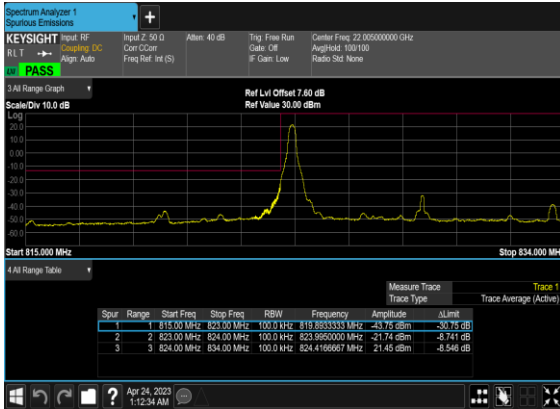 Spectrum Analyzer 1
Spurious Emissions
+
KEYSIGHT Input: RF Input Z: 50 Ω Atten: 40 dB Trig: Free Run Center Freq: 22.005000000 GHz
RLT Coupling: DC Corr CCorr Gate: Off Avg|Hold: 100/100
Align: Auto Freq Ref: Int (S) IF Gain: Low Radio Std: None
PASS
3 All Range Graph
Ref Lvl Offset 7.60 dB
Scale/Div 10.0 dB Ref Value 30.00 dBm
Log
20.0
10.0
0.00
-10.0
-20.0
-30.0
-40.0
-50.0
-60.0
Start 815.000 MHz Stop 834.000 MH
4 All Range Table
Measure Trace Trace 1
Trace Type Trace Average (Active)
Spur Range Start Freq Stop Freq RBW Frequency Amplitude ΔLimit
1 1 815.00 MHz 823.00 MHz 100.0 kHz 819.8933333 MHz -43.75 dBm -30.75 dB
2 2 823.00 MHz 824.00 MHz 100.0 kHz 823.9950000 MHz -21.74 dBm -8.741 dB
3 3 824.00 MHz 834.00 MHz 100.0 kHz 824.4166667 MHz 21.45 dBm -8.546 dB
? Apr 24, 2023
1:12:34 AM